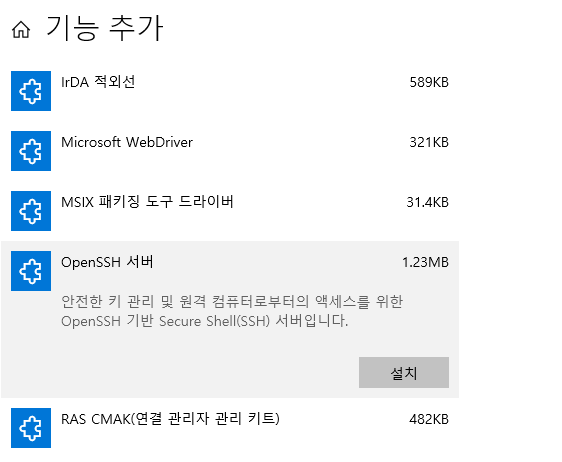 기능 추가
IrDA 적외선 589KB
Microsoft WebDriver 321KB
MSIX 패키징 도구 드라이버 31.4KB
OpenSSH 서버 1.23MB
안전한 키 관리 및 원격 컴퓨터로부터의 액세스를 위한
OpenSSH 기반 Secure Shell(SSH) 서버입니다.
설치
RAS CMAK(연결 관리자 관리 키트) 482KB